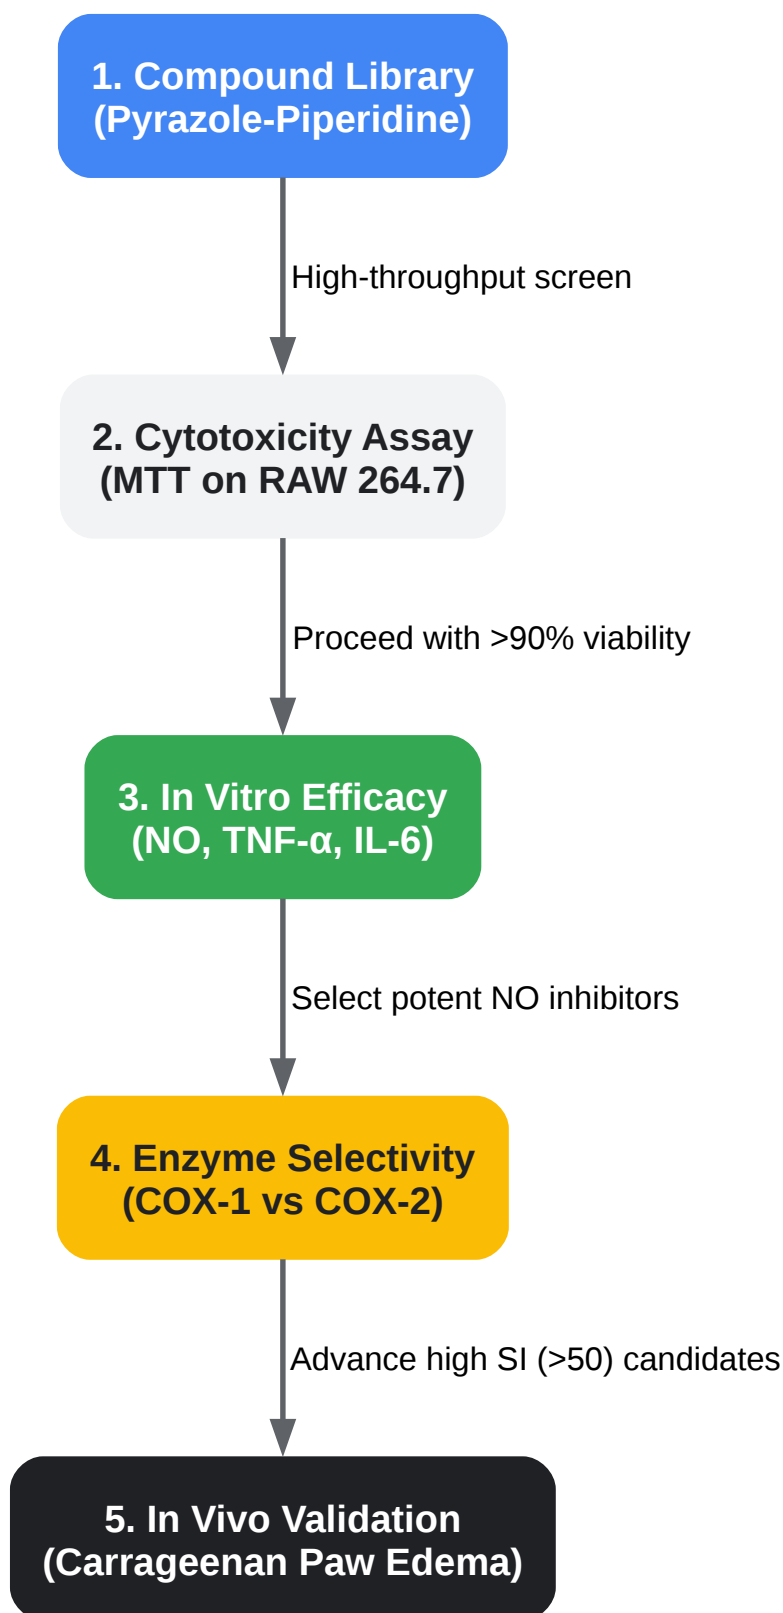 1. Compound Library
(Pyrazole-Piperidine)
High-throughput screen
2. Cytotoxicity Assay
(MTT on RAW 264.7)
Proceed with >90% viability
3. In Vitro Efficacy
(NO, TNF-α, IL-6)
Select potent NO inhibitors
4. Enzyme Selectivity
(COX-1 vs COX-2)
Advance high SI (>50) candidates
5. In Vivo Validation
(Carrageenan Paw Edema)